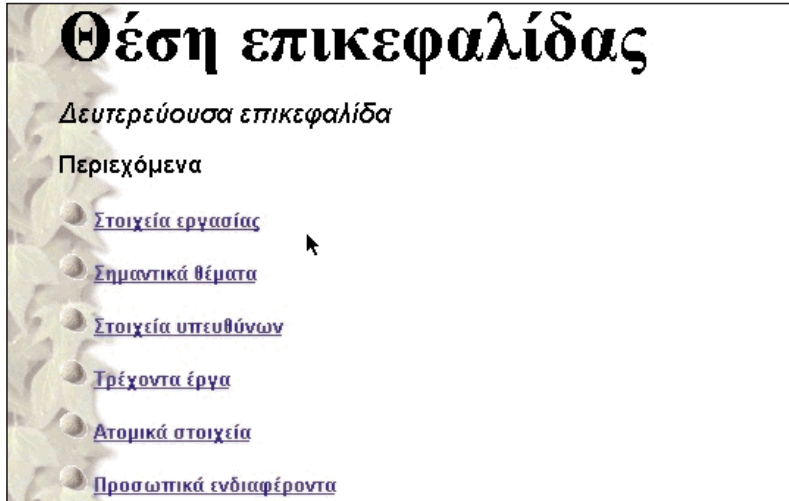 Θέση επικεφαλίδας
Δευτερεύουσα επικεφαλίδα
Περιεχόμενα
Στοιχεία εργασίας
Σημαντικά θέματα
Στοιχεία υπευθύνων
Τρέχοντα έργα
Ατομικά στοιχεία
Προσωπικά ενδιαφέροντα